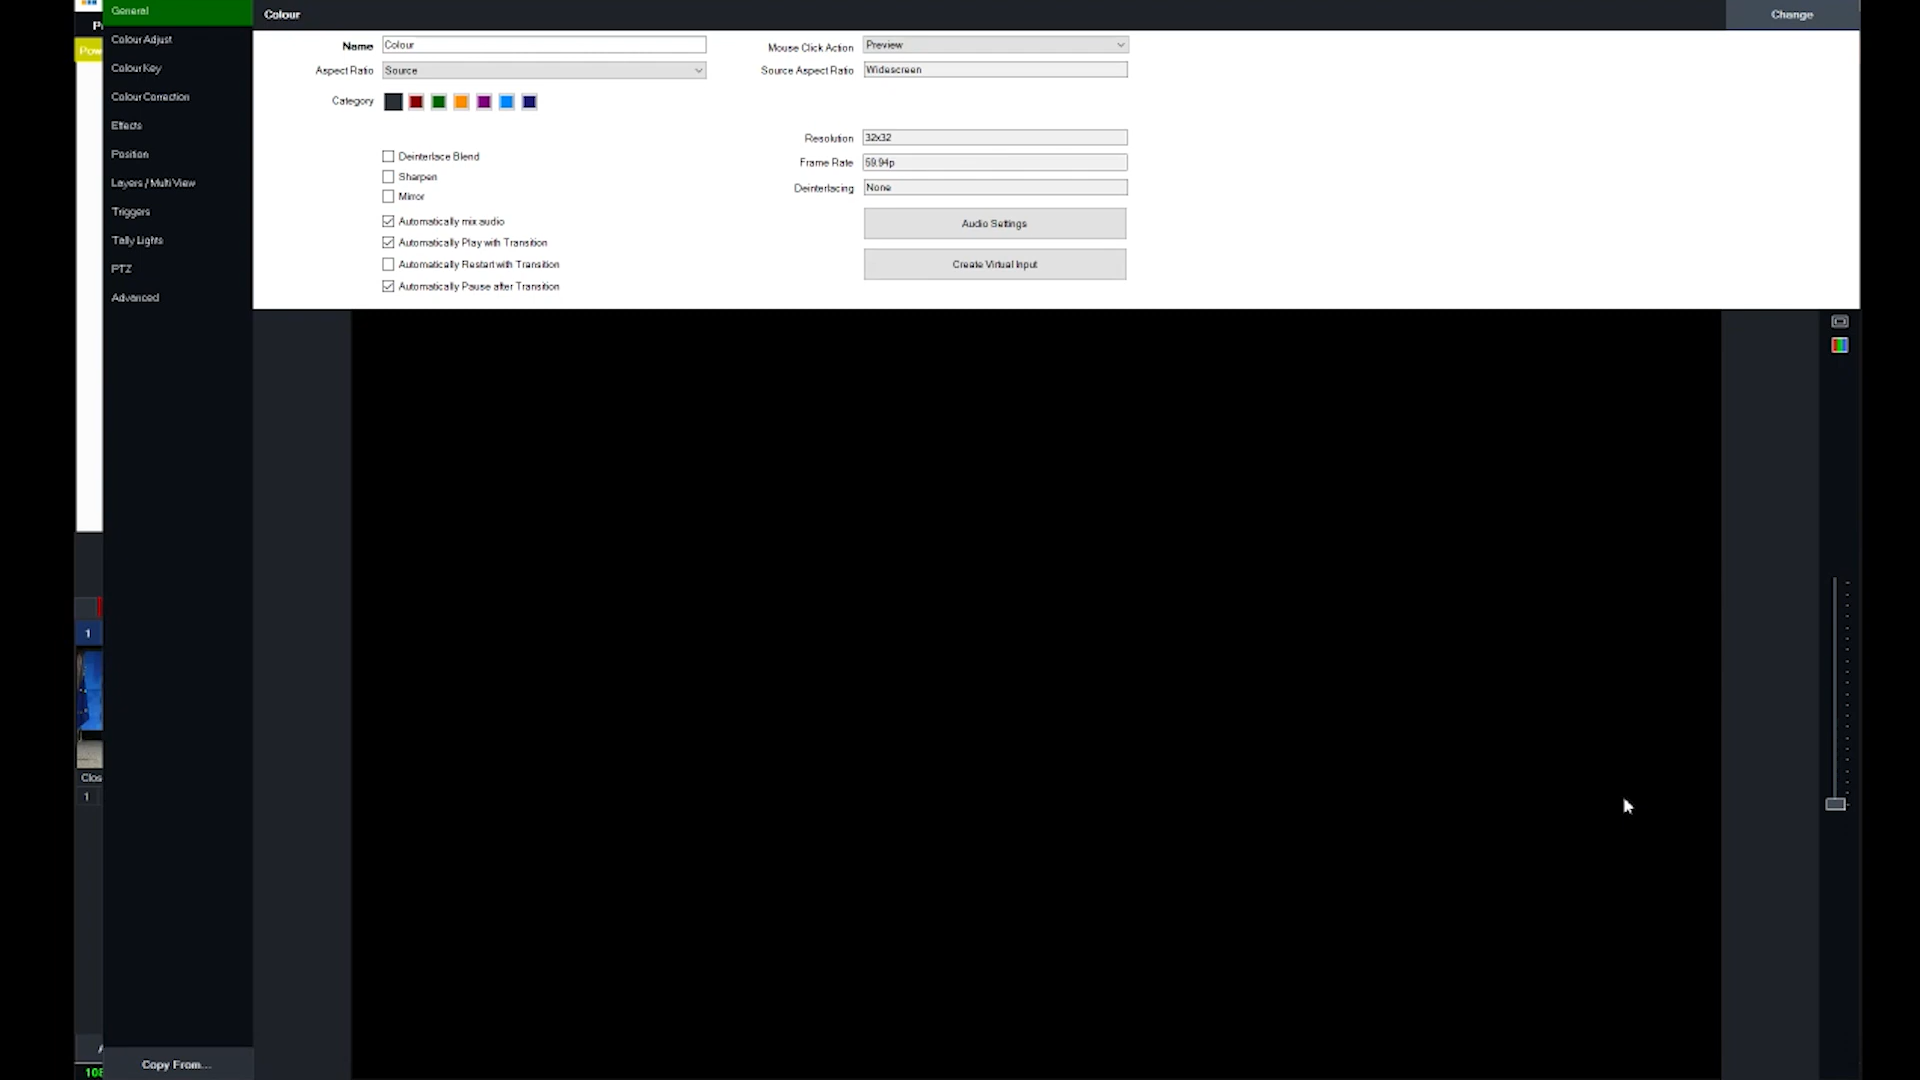 General
Colour
Change
Pow
Name
Colour
Mouse Click Action
Preview
Colour Adjust
Aspect Ratio
Source
Source Aspect Ratio
Widescreen
Colour Key
Colour Correction
Category
Effects
Resolution
32x32
Position
Deinterlace Blend
Frame Rate
59.94p
Layers / Multi View
Sharpen
Deinterlacing
None
Mirror
Triggers
Automatically mix audio
Audio Settings
Tally Lights
Automatically Play with Transition
PTZ
Automatically Restart with Transition
Create Virtual Input
Advanced
Automatically Pause after Transition
1
Clos
1
Copy From...
108